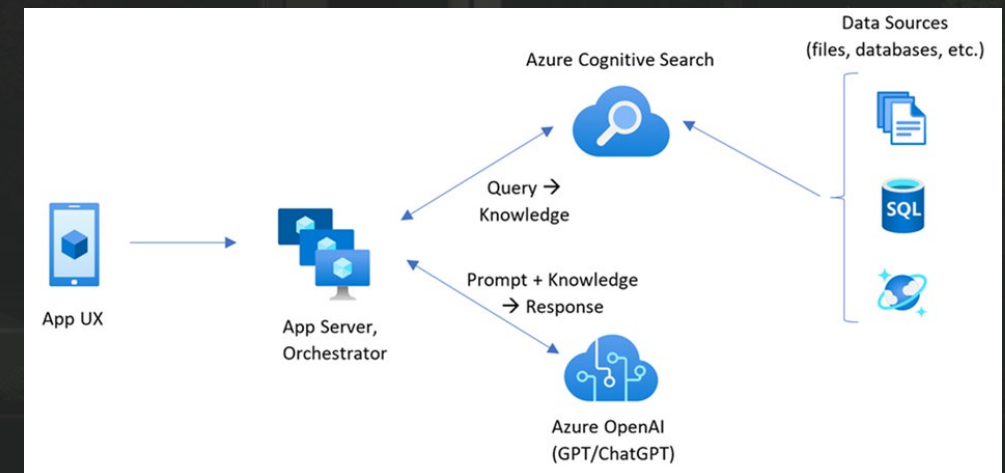 Data Sources
(files, databases, etc.)
Azure Cognitive Search
Query →
Knowledge
SQL
App UX
App Server,
Orchestrator
Prompt + Knowledge
→ Response
Azure OpenAI
(GPT/ChatGPT)